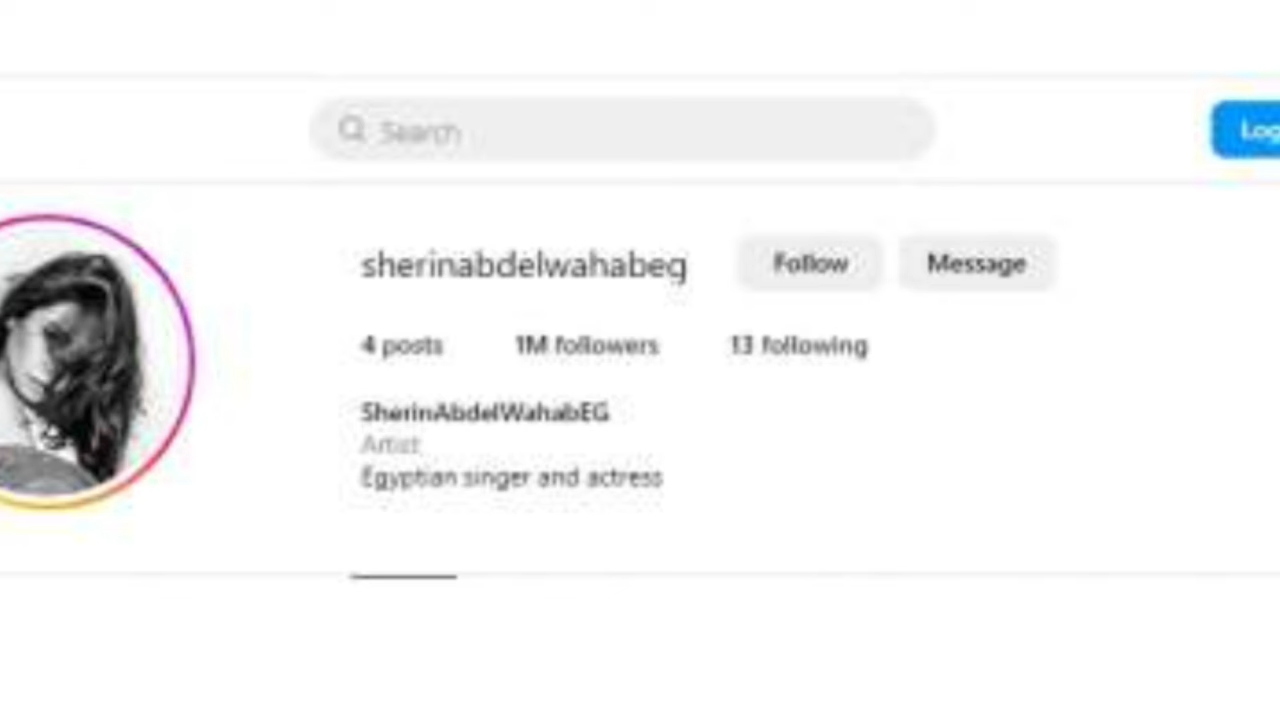 Search
Log
sherinabdelwahabeg Follow Message
4 posts 1M followers 13 following
SherinAbdelWahabEG
Artist
Egyptian singer and actress